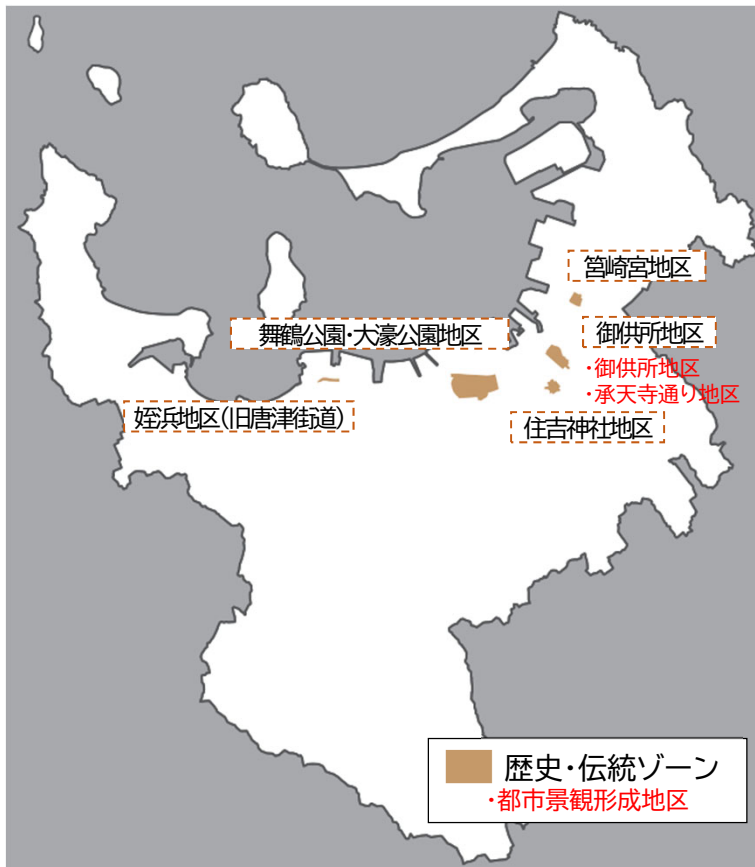 筥崎宮地区
舞鶴公園・大濠公園地区
御供所地区
・御供所地区
・承天寺通り地区
姪浜地区(旧唐津街道)
住吉神社地区
歴史・伝統ゾーン
・都市景観形成地区